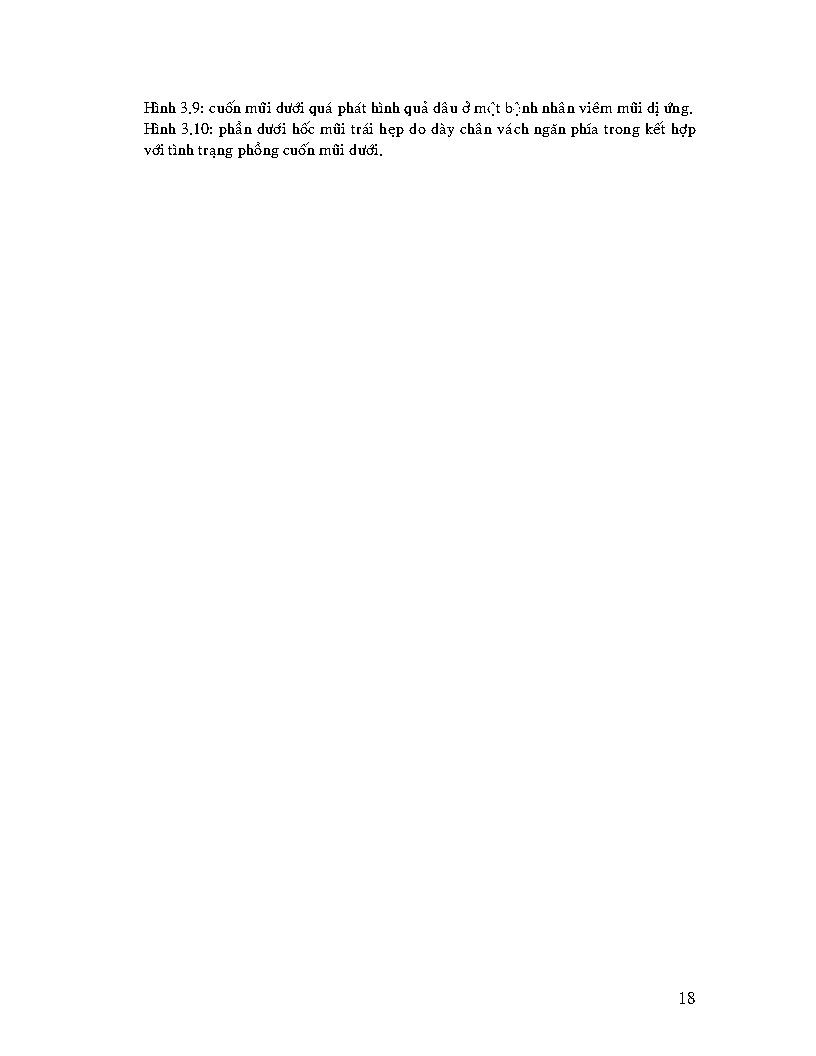 Hình 3.9: cuốn mũi dưới quá phát hình quả dâu ở một bệnh nhân viêm mũi dị ứng.
Hình 3.10: phần dưới hốc mũi trái hẹp do dày chân vách ngăn phía trong kết hợp
với tình trạng phồng cuốn mũi dưới.
18